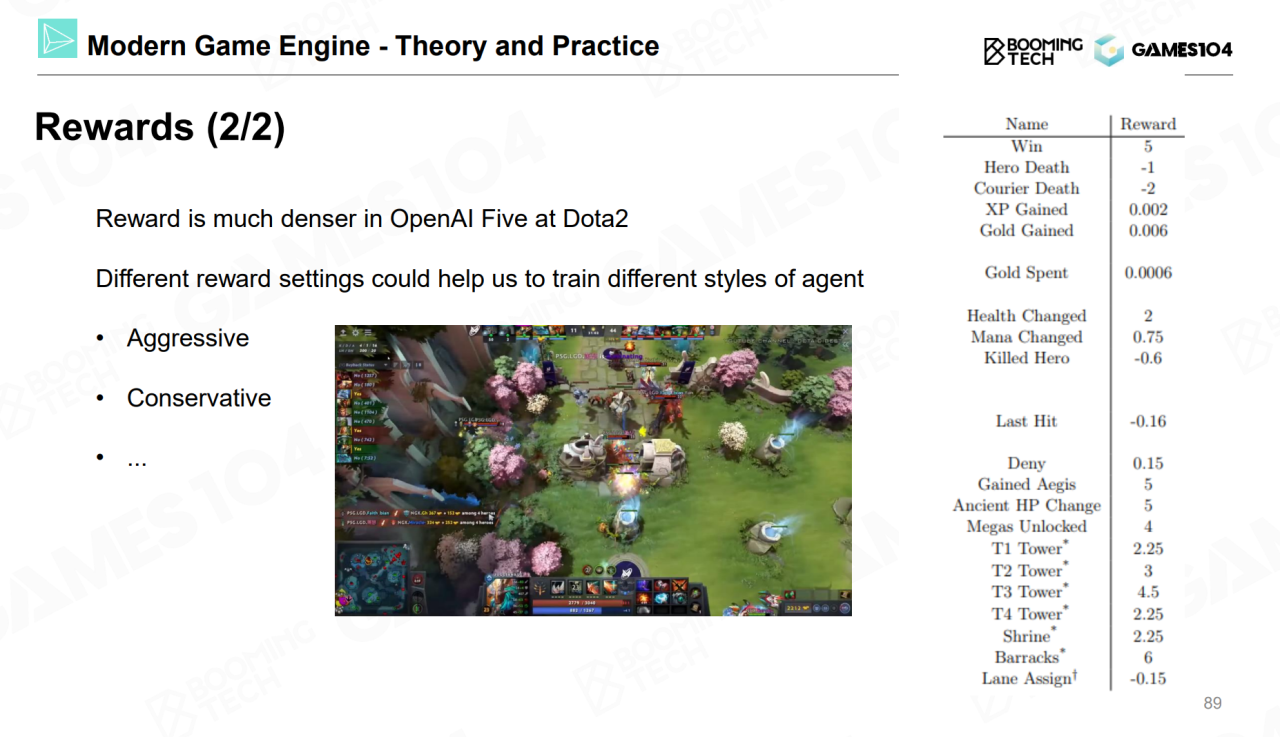 Modern Game Engine - Theory and Practice
BOOMING
TECH
GAMES104
Rewards (2/2)
Reward is much denser in OpenAI Five at Dota2
Different reward settings could help us to train different styles of agent
• Aggressive
• Conservative
• ...
Name Reward
Win 5
Hero Death -1
Courier Death -2
XP Gained 0.002
Gold Gained 0.006
Gold Spent 0.0006
Health Changed 2
Mana Changed 0.75
Killed Hero -0.6
Last Hit -0.16
Deny 0.15
Gained Aegis 5
Ancient HP Change 5
Megas Unlocked 4
T1 Tower* 2.25
T2 Tower* 3
T3 Tower* 4.5
T4 Tower* 2.25
Shrine* 2.25
Barracks* 6
Lane Assign† -0.15
89